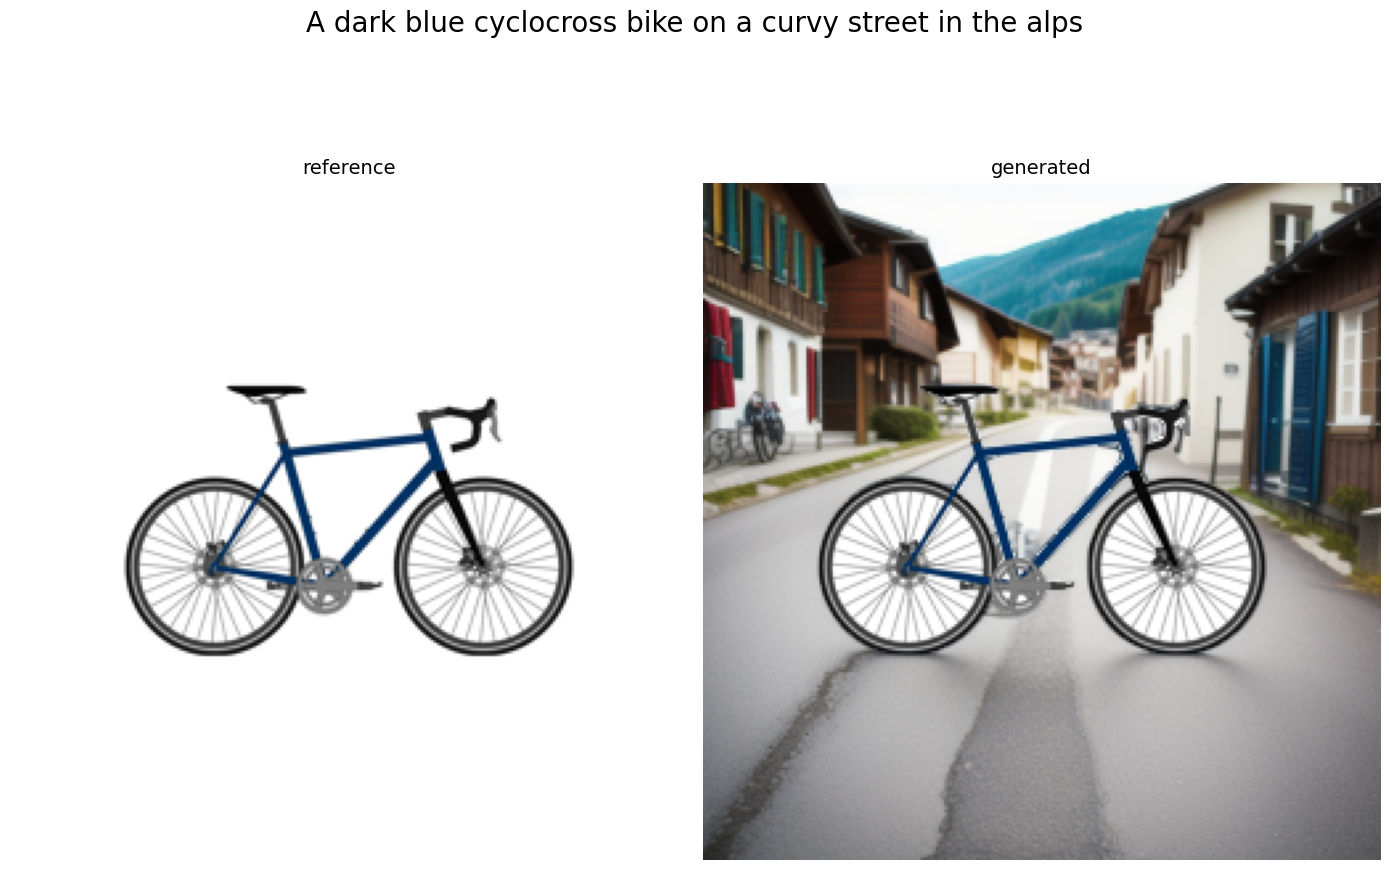 A dark blue cyclocross bike on a curvy street in the alps
reference
generated